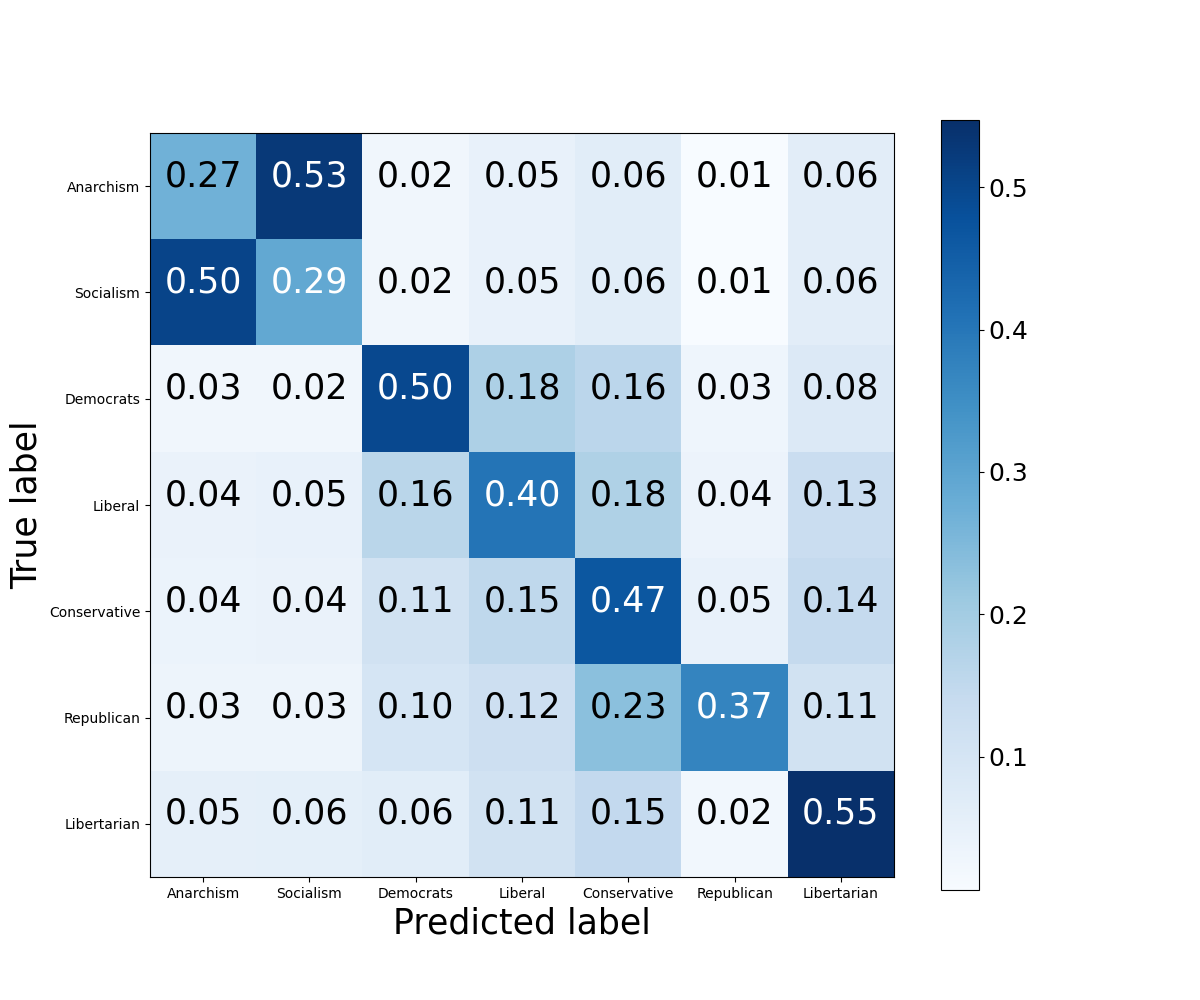 Anarchism 0.27 0.53 0.02 0.05 0.06 0.01 0.06
Socialism 0.50 0.29 0.02 0.05 0.06 0.01 0.06
Democrats 0.03 0.02 0.50 0.18 0.16 0.03 0.08
Liberal 0.04 0.05 0.16 0.40 0.18 0.04 0.13
Conservative 0.04 0.04 0.11 0.15 0.47 0.05 0.14
Republican 0.03 0.03 0.10 0.12 0.23 0.37 0.11
Libertarian 0.05 0.06 0.06 0.11 0.15 0.02 0.55
Anarchism Socialism Democrats Liberal Conservative Republican Libertarian
Predicted label
True label
0.5
0.4
0.3
0.2
0.1